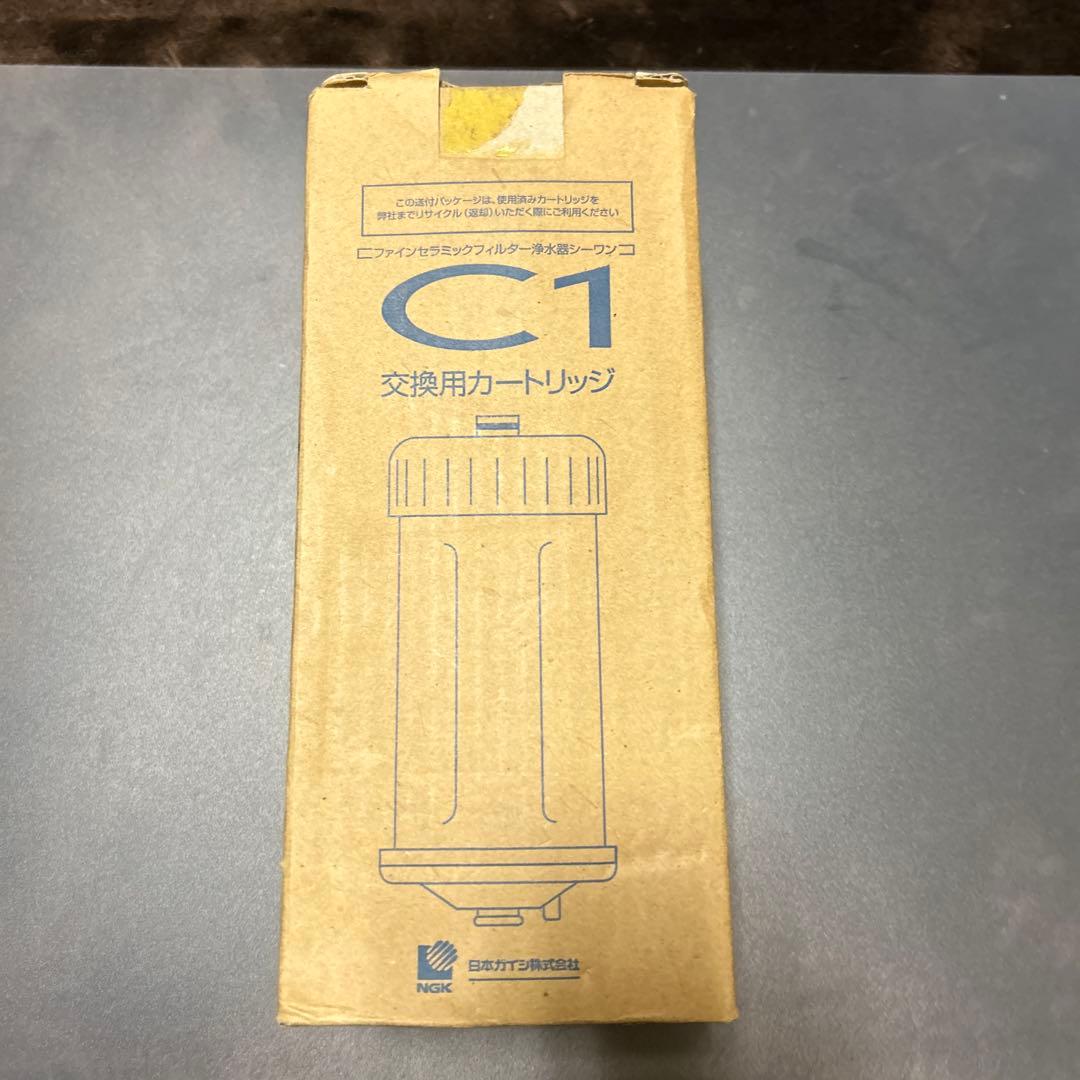 この送付パッケージは、使用済みカートリッジを
弊社までリサイクル(返却)いただく際にご利用ください
ファインセラミックフィルター浄水器シーワン
C1
交換用カートリッジ
NGK
日本ガイシ株式会社